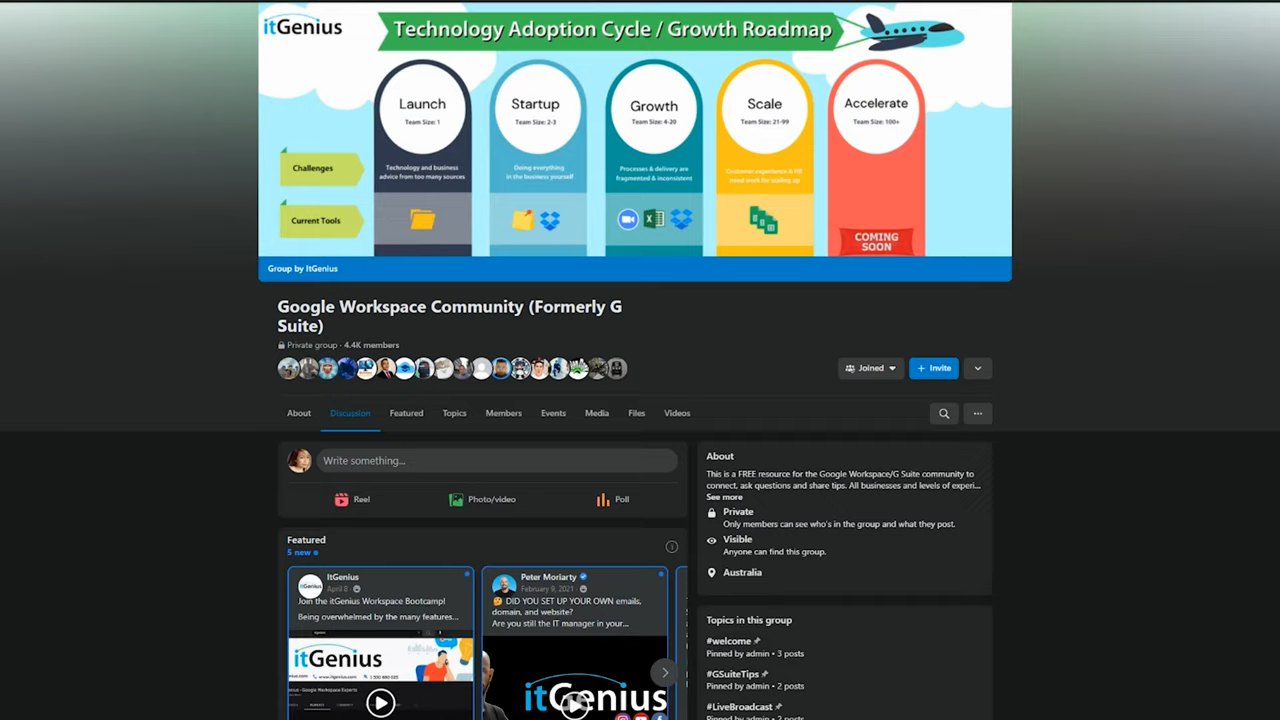 itGenius
Technology Adoption Cycle / Growth Roadmap
Launch
Team Size: 1
Startup
Team Size: 2-3
Growth
Team Size: 4-20
Scale
Team Size: 21-99
Accelerate
Team Size: 100+
Challenges
Technology and business
advice from too many sources
Doing everything
in the business yourself
Processes & delivery are
fragmented & inconsistent
Customer experience & HR
need work for scaling up
Current Tools
COMING
SOON
Group by ItGenius
Google Workspace Community (Formerly G
Suite)
Private group · 4.4K members
Joined
+ Invite
About
Discussion
Featured
Topics
Members
Events
Media
Files
Videos
Write something...
Reel
Photo/video
Poll
About
This is a FREE resource for the Google Workspace/G Suite community to
connect, ask questions and share tips. All businesses and levels of experi...
See more
Private
Only members can see who's in the group and what they post.
Visible
Anyone can find this group.
Australia
Featured
5 new
ItGenius
April 8
Join the itGenius Workspace Bootcamp!
Being overwhelmed by the many features...
itGenius
Peter Moriarty
February 9, 2021
DID YOU SET UP YOUR OWN emails,
domain, and website?
Are you still the IT manager in your...
itGenius
Topics in this group
#welcome
Pinned by admin • 3 posts
#GSuiteTips
Pinned by admin • 2 posts
#LiveBroadcast